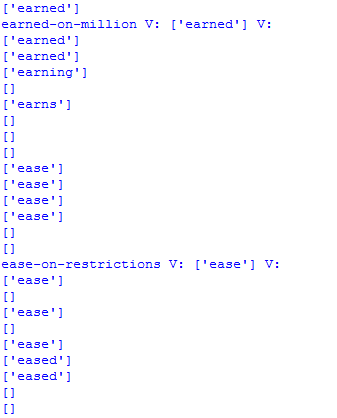 ['earned']
earned-on-million V: ['earned'] V:
['earned']
['earned']
['earning']
[]
['earns']
[]
[]
[]
['ease']
['ease']
['ease']
['ease']
[]
[]
ease-on-restrictions V: ['ease'] V:
['ease']
[]
['ease']
[]
['ease']
['eased']
['eased']
[]
[]